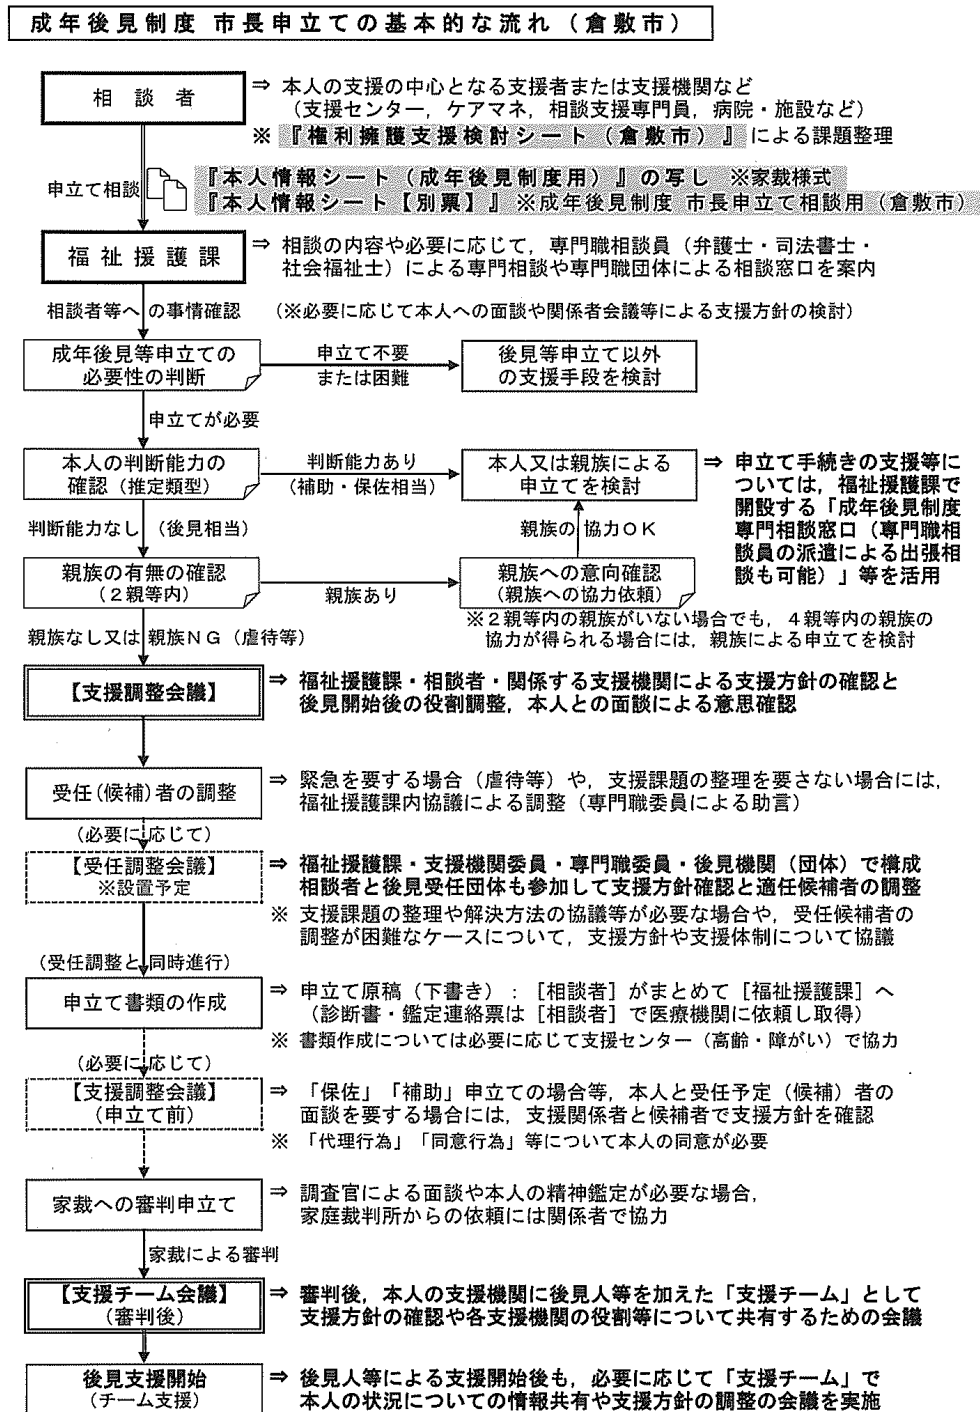 成年後見制度 市長申立ての基本的な流れ（倉敷市）
相談者
⇒ 本人の支援の中心となる支援者または支援機関など
（支援センター，ケアマネ，相談支援専門員，病院・施設など）
※『権利擁護支援検討シート（倉敷市）』による課題整理
申立て相談
『本人情報シート（成年後見制度用）』の写し ※家裁様式
『本人情報シート【別票】』※成年後見制度 市長申立て相談用（倉敷市）
福祉援護課
⇒ 相談の内容や必要に応じて，専門職相談員（弁護士・司法書士・
社会福祉士）による専門相談や専門職団体による相談窓口を案内
相談者等への事情確認
（※必要に応じて本人への面談や関係者会議等による支援方針の検討）
成年後見等申立ての
必要性の判断
申立て不要
または困難
後見等申立て以外
の支援手段を検討
申立てが必要
本人の判断能力の
確認（推定類型）
判断能力あり
（補助・保佐相当）
本人又は親族による
申立てを検討
⇒ 申立て手続きの支援等に
ついては，福祉援護課で
開設する「成年後見制度
専門相談窓口（専門職相
談員の派遣による出張相
談も可能）」等を活用
判断能力なし（後見相当）
親族の協力ＯＫ
親族の有無の確認
（２親等内）
親族あり
親族への意向確認
（親族への協力依頼）
※２親等内の親族がいない場合でも，４親等内の親族の
協力が得られる場合には，親族による申立てを検討
親族なし又は親族ＮＧ（虐待等）
【支援調整会議】
⇒ 福祉援護課・相談者・関係する支援機関による支援方針の確認と
後見開始後の役割調整，本人との面談による意思確認
受任(候補)者の調整
⇒ 緊急を要する場合（虐待等）や，支援課題の整理を要さない場合には，
福祉援護課内協議による調整（専門職委員による助言）
（必要に応じて）
【受任調整会議】
※設置予定
⇒ 福祉援護課・支援機関委員・専門職委員・後見機関（団体）で構成
相談者と後見受任団体も参加して支援方針確認と適任候補者の調整
※ 支援課題の整理や解決方法の協議等が必要な場合や，受任候補者の
調整が困難なケースについて，支援方針や支援体制について協議
（受任調整と同時進行）
申立て書類の作成
⇒ 申立て原稿（下書き）：［相談者］がまとめて［福祉援護課］へ
（診断書・鑑定連絡票は［相談者］で医療機関に依頼し取得）
※ 書類作成については必要に応じて支援センター（高齢・障がい）で協力
（必要に応じて）
【支援調整会議】
（申立て前）
⇒ 「保佐」「補助」申立ての場合等，本人と受任予定（候補）者の
面談を要する場合には，支援関係者と候補者で支援方針を確認
※ 「代理行為」「同意行為」等について本人の同意が必要
家裁への審判申立て
⇒ 調査官による面談や本人の精神鑑定が必要な場合，
家庭裁判所からの依頼には関係者で協力
家裁による審判
【支援チーム会議】
（審判後）
⇒ 審判後，本人の支援機関に後見人等を加えた「支援チーム」として
支援方針の確認や各支援機関の役割等について共有するための会議
後見支援開始
（チーム支援）
⇒ 後見人等による支援開始後も，必要に応じて「支援チーム」で
本人の状況についての情報共有や支援方針の調整の会議を実施